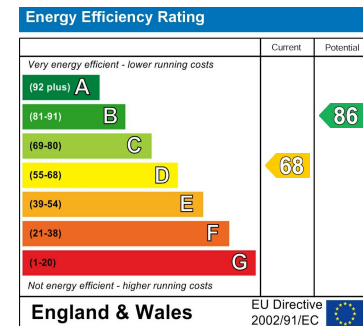 Energy Efficiency Rating
Current Potential
Very energy efficient - lower running costs
(92 plus) A
(81-91) B
86
(69-80) C
(55-68) D
68
(39-54) E
(21-38) F
(1-20) G
Not energy efficient - higher running costs
England & Wales
EU Directive
2002/91/EC